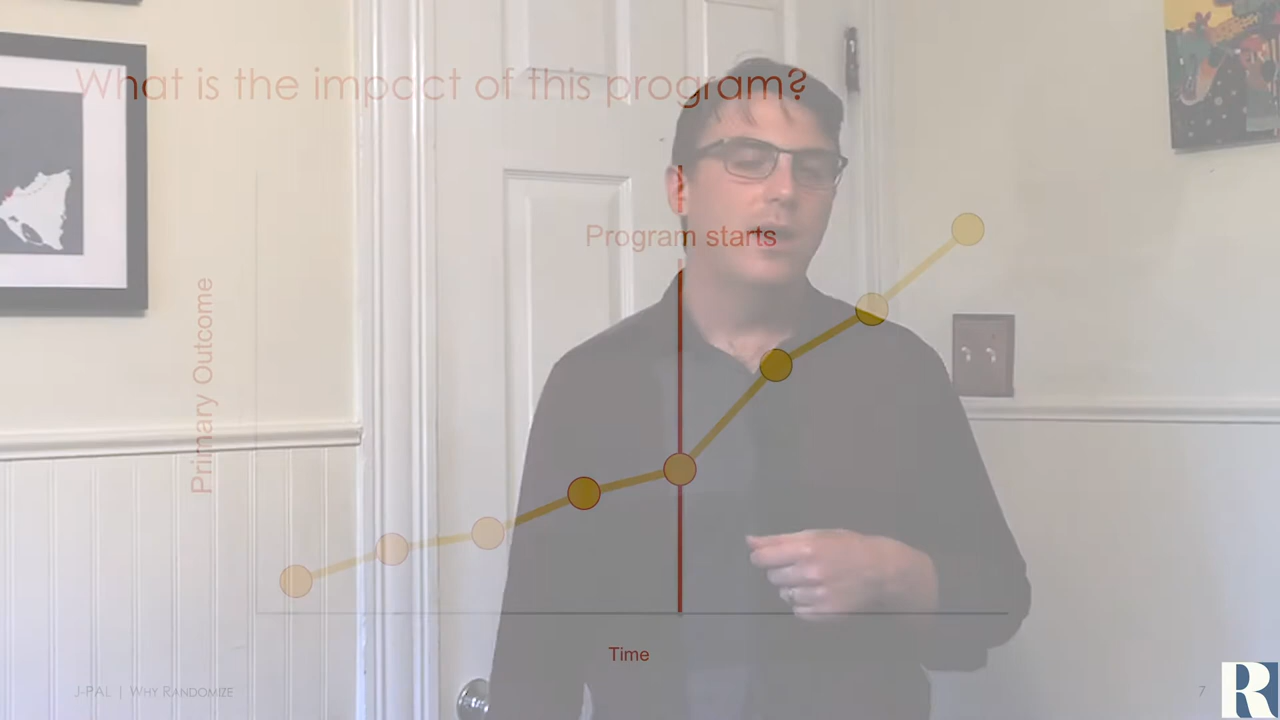 What is the impact of this program?
Program starts
Primary Outcome
Time
J-PAL | WHY RANDOMIZE
7
R